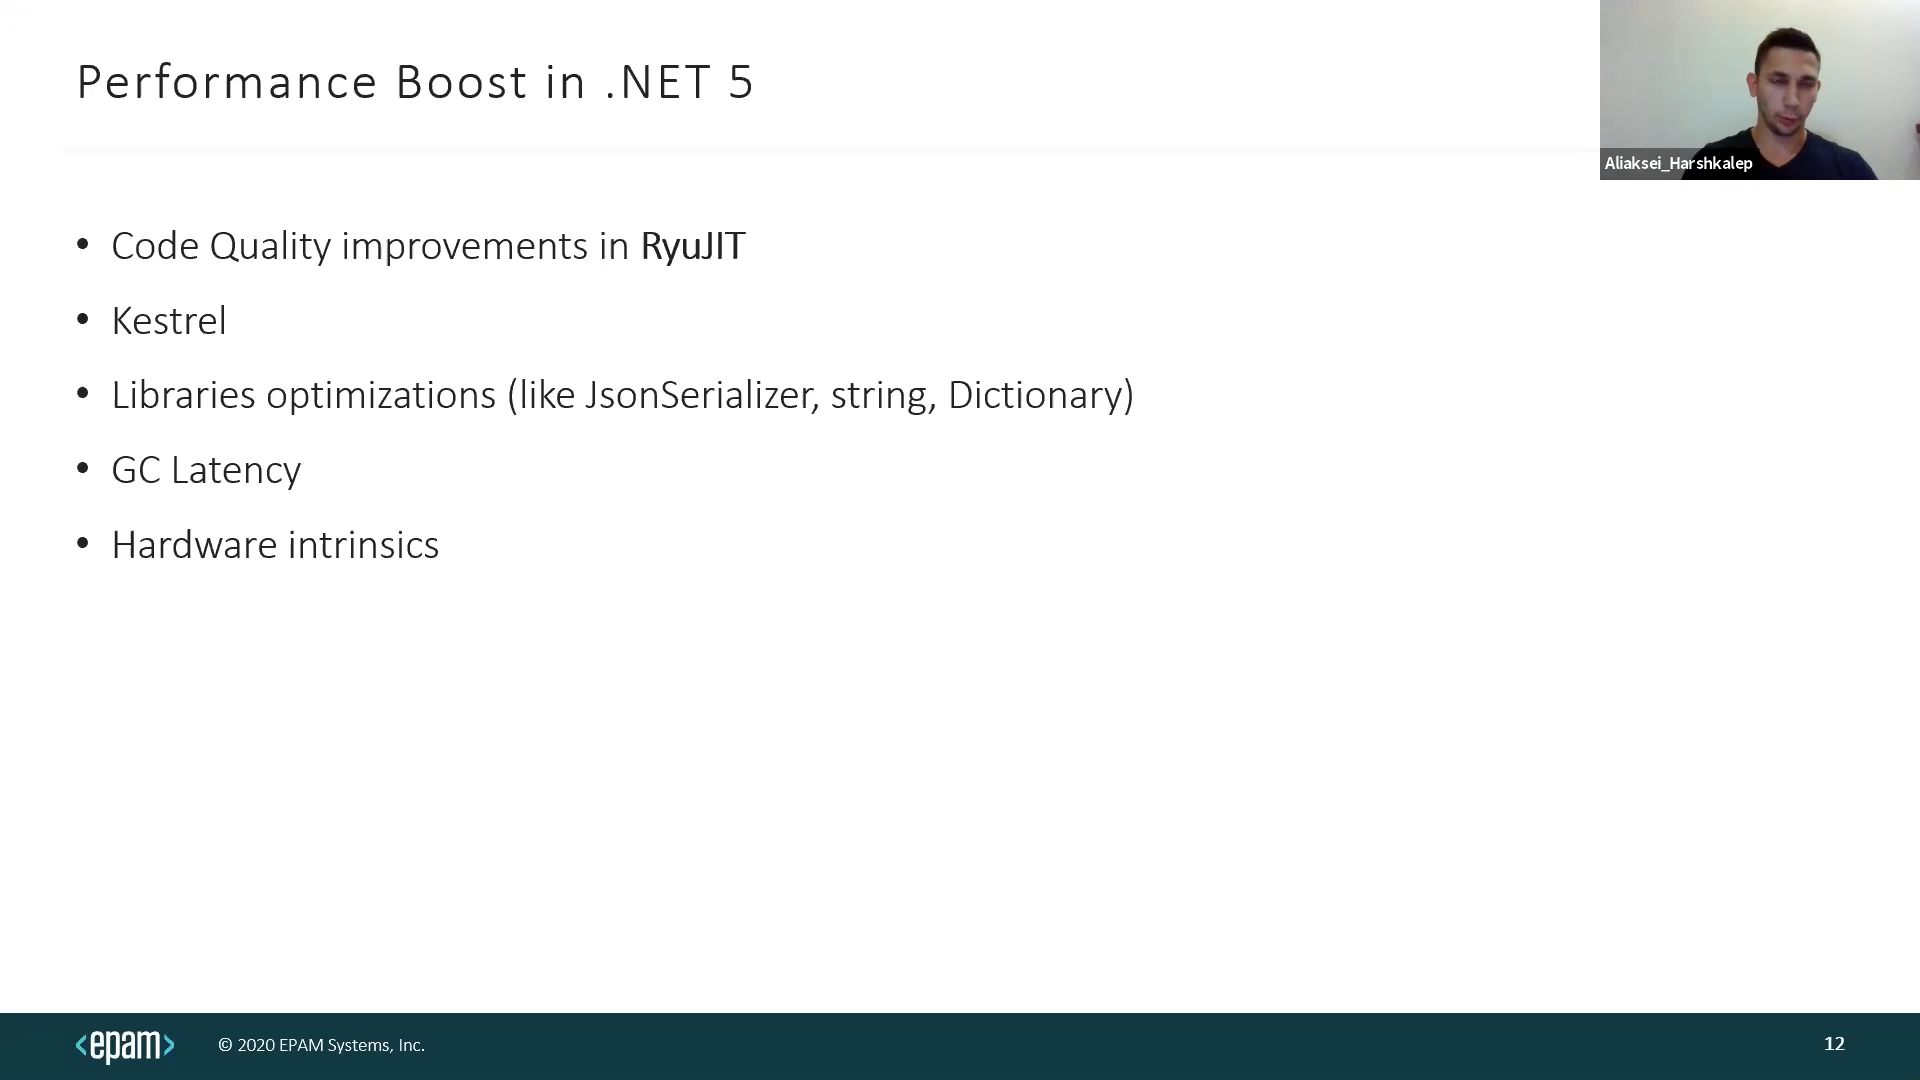 Performance Boost in .NET 5
Aliaksei_Harshkalep
• Code Quality improvements in RyuJIT
• Kestrel
• Libraries optimizations (like JsonSerializer, string, Dictionary)
• GC Latency
• Hardware intrinsics
<epam> © 2020 EPAM Systems, Inc. 12